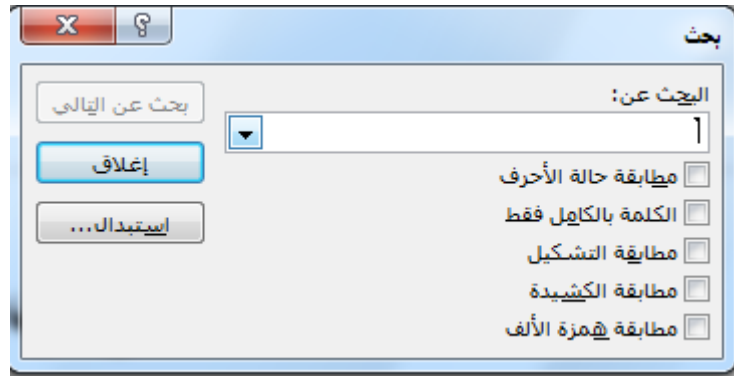 بحث
البحث عن:
مطابقة حالة الأحرف
الكلمة بالكامل فقط
مطابقة التشكيل
مطابقة الكشيدة
مطابقة همزة الألف
بحث عن التالي
إغلاق
استبدال...